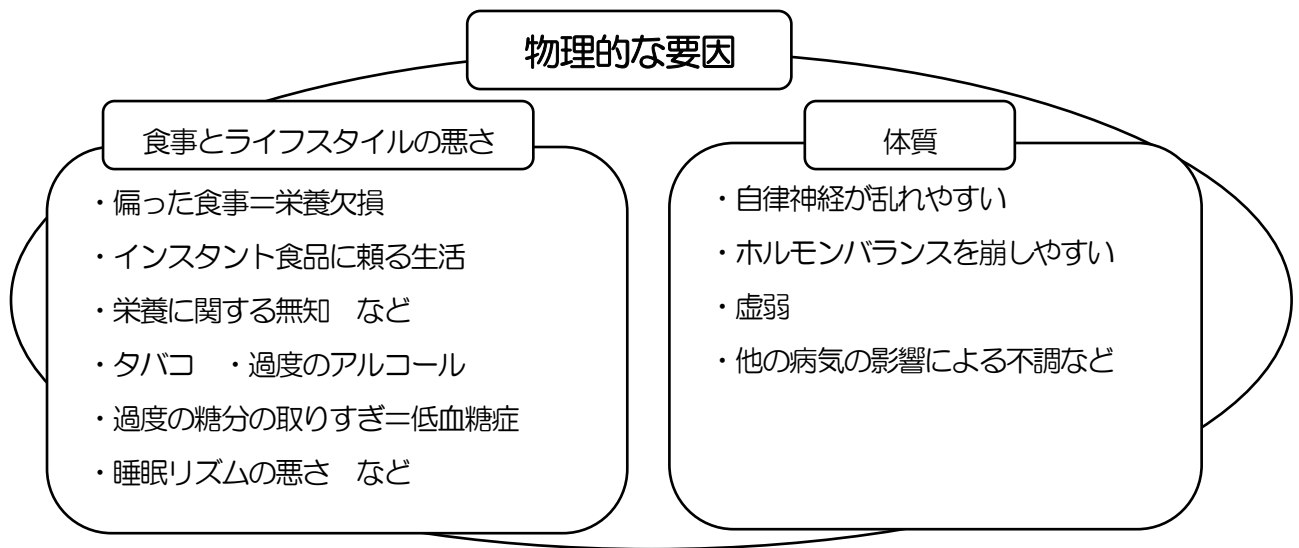 物理的な要因
食事とライフスタイルの悪さ
・偏った食事＝栄養欠損
・インスタント食品に頼る生活
・栄養に関する無知　など
・タバコ　・過度のアルコール
・過度の糖分の取りすぎ＝低血糖症
・睡眠リズムの悪さ　など
体質
・自律神経が乱れやすい
・ホルモンバランスを崩しやすい
・虚弱
・他の病気の影響による不調など